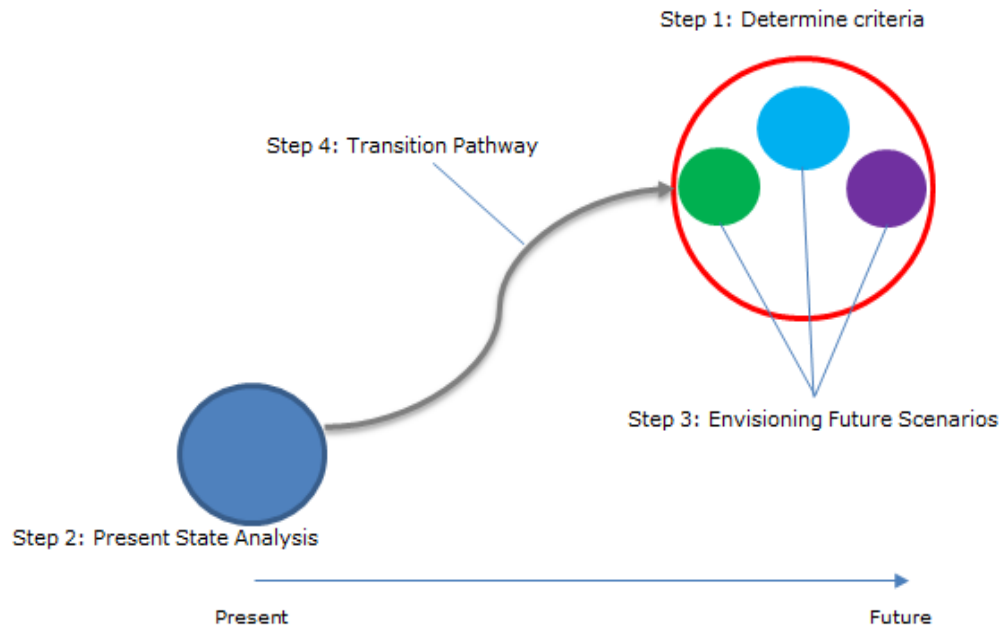 Step 1: Determine criteria
Step 4: Transition Pathway
Step 3: Envisioning Future Scenarios
Step 2: Present State Analysis
Present
Future